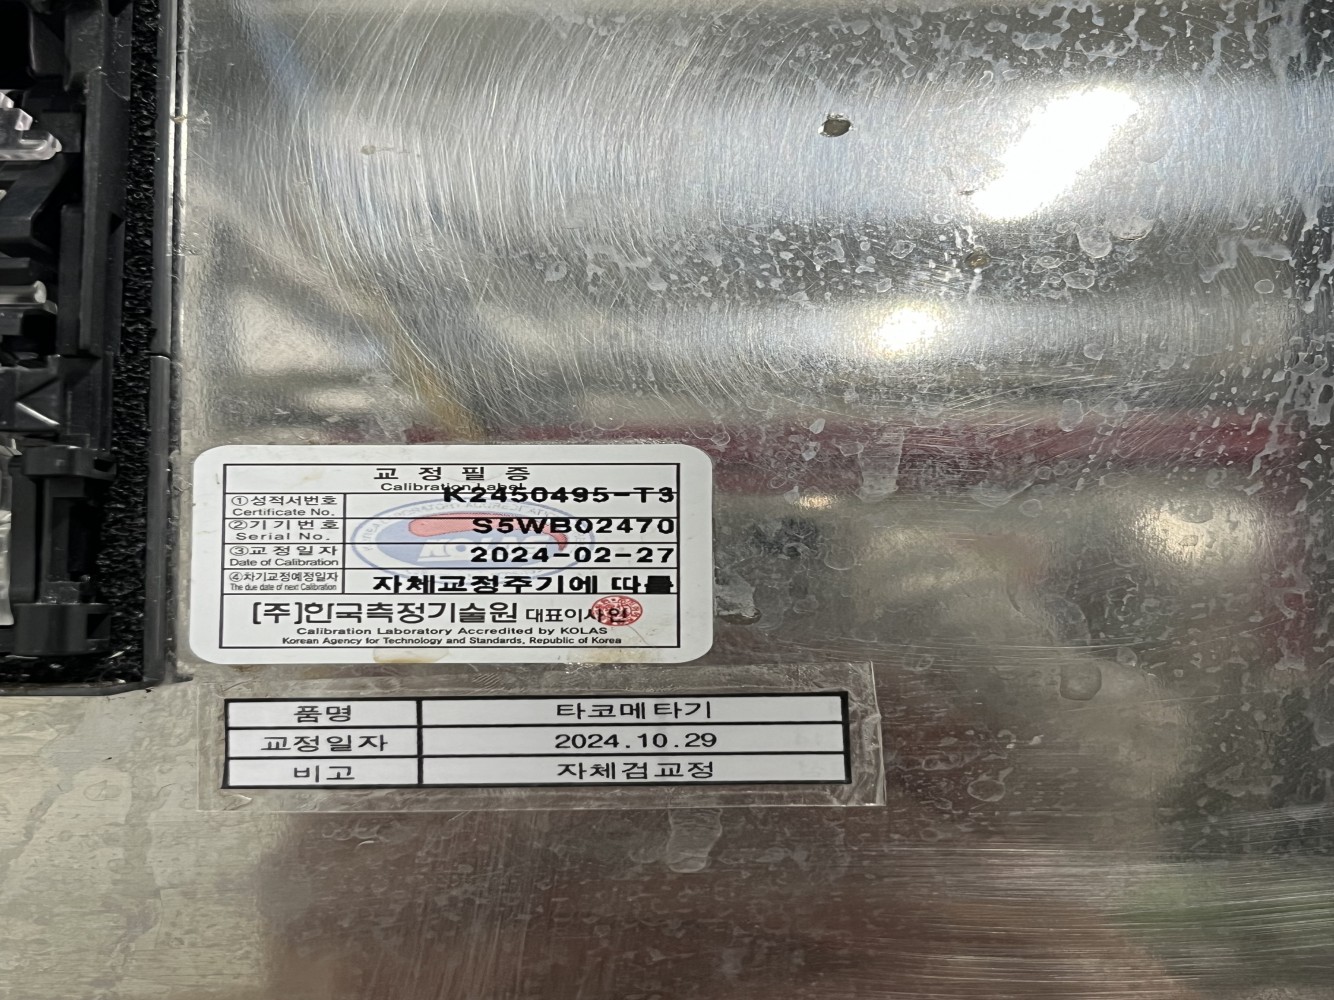 교 정 필 증
Calibration Label
①성적서번호 K2450495-T3
Certificate No.
②기 기 번 호 S5WB02470
Serial No.
③교 정 일 자 2024-02-27
Date of Calibration
④차기교정예정일자 자체교정주기에 따름
The due date of next Calibration
KOLAS
[주]한국측정기술원 대표이사 인
Calibration Laboratory Accredited by KOLAS
Korean Agency for Technology and Standards, Republic of Korea
품명 타코메타기
교정일자 2024.10.29
비고 자체검교정